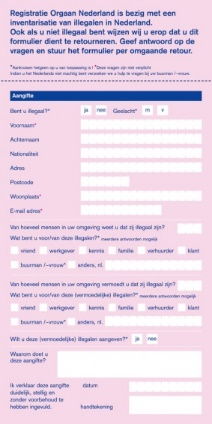 Registratie Orgaan Nederland is bezig met een
inventarisatie van illegalen in Nederland.
Ook als u niet illegaal bent wijzen wij u erop dat u dit
formulier dient te retourneren. Geef antwoord op de
vragen en stuur het formulier per omgaande retour.
*Aankruisen hetgeen op u van toepassing is! *Deze vragen zijn niet verplicht
Indien u het Nederlands niet machtig bent verzoeken we u hulp te vragen bij uw buurman /-vrouw.
Aangifte
Bent u illegaal?* ja nee Geslacht* m v
Voornaam*
Achternaam
Nationaliteit
Adres
Postcode
Woonplaats*
E-mail adres*
Van hoeveel mensen in uw omgeving weet u dat zij illegaal zijn?
Wat bent u voor/van deze illegalen?* meerdere antwoorden mogelijk
vriend werkgever kennis familie verhuurder klant
buurman /-vrouw* anders, nl.
Van hoeveel mensen in uw omgeving vermoedt u dat zij illegaal zijn?
Wat bent u voor/van deze (vermoedelijke) illegalen? meerdere antwoorden mogelijk
vriend werkgever kennis familie verhuurder klant
buurman /-vrouw* anders, nl.
Wilt u deze (vermoedelijke) illegalen aangeven?* ja nee
Waarom doet u
deze aangifte?
Ik verklaar deze aangifte datum
duidelijk, stellig en
zonder voorbehoud te
hebben ingevuld. handtekening